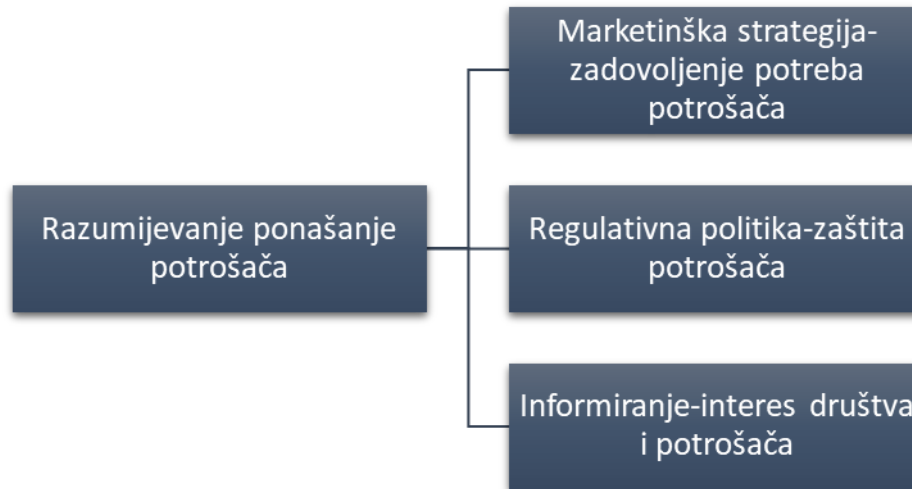 Marketinška strategija-
zadovoljenje potreba
potrošača
Razumijevanje ponašanje
potrošača
Regulativna politika-zaštita
potrošača
Informiranje-interes društva
i potrošača